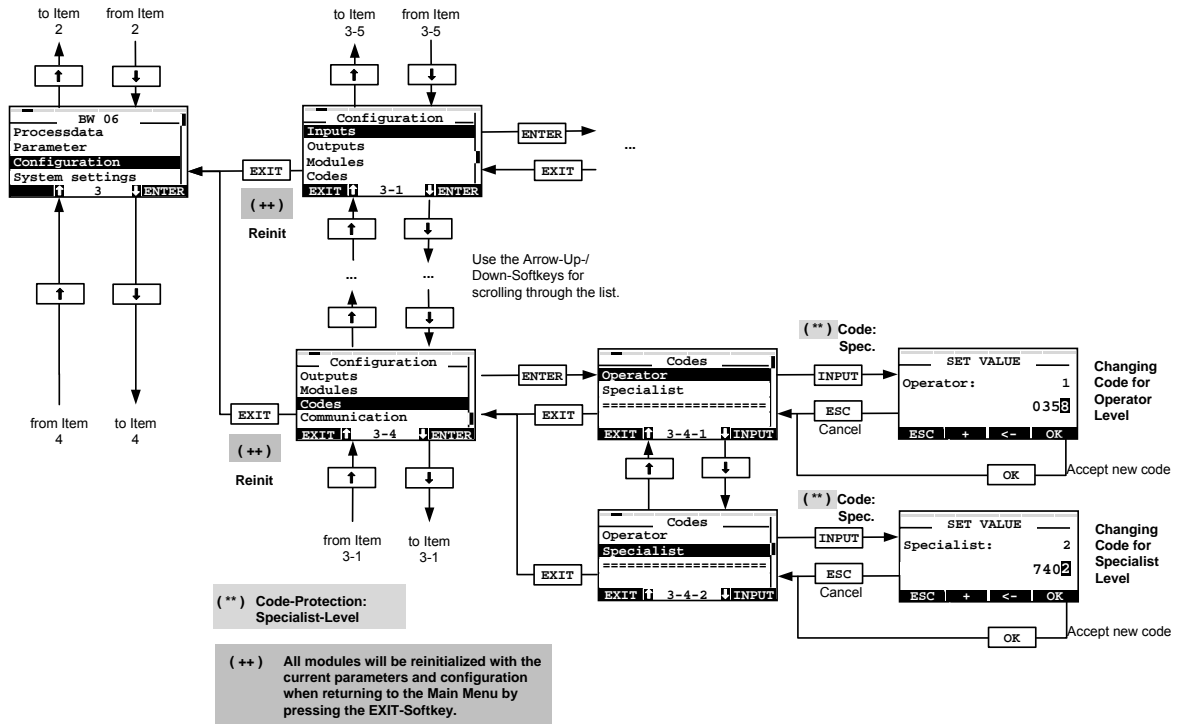 to Item
2
from Item
2
to Item
3-5
from Item
3-5
↑
↓
↑
↓
BW 06
Processdata
Parameter
Configuration
System settings
↑ 3 ↓ ENTER
Configuration
Inputs
Outputs
Modules
Codes
EXIT ↑ 3-1 ↓ ENTER
ENTER
...
EXIT
EXIT
(++)
Reinit
↑
↓
...
...
Use the Arrow-Up-/
Down-Softkeys for
scrolling through the list.
↑
↓
↑
↓
from Item
4
to Item
4
Configuration
Outputs
Modules
Codes
Communication
EXIT ↑ 3-4 ↓ ENTER
EXIT
(++)
Reinit
↑
↓
from Item
3-1
to Item
3-1
ENTER
EXIT
Codes
Operator
Specialist
===================
EXIT ↑ 3-4-1 ↓ INPUT
(**) Code:
Spec.
INPUT
ESC
Cancel
SET VALUE
Operator: 1
0358
ESC + <- OK
Changing
Code for
Operator
Level
OK
Accept new code
↑
↓
Codes
Operator
Specialist
===================
EXIT ↑ 3-4-2 ↓ INPUT
EXIT
(**) Code:
Spec.
INPUT
ESC
Cancel
SET VALUE
Specialist: 2
7402
ESC + <- OK
Changing
Code for
Specialist
Level
OK
Accept new code
(**) Code-Protection:
Specialist-Level
(++) All modules will be reinitialized with the
current parameters and configuration
when returning to the Main Menu by
pressing the EXIT-Softkey.